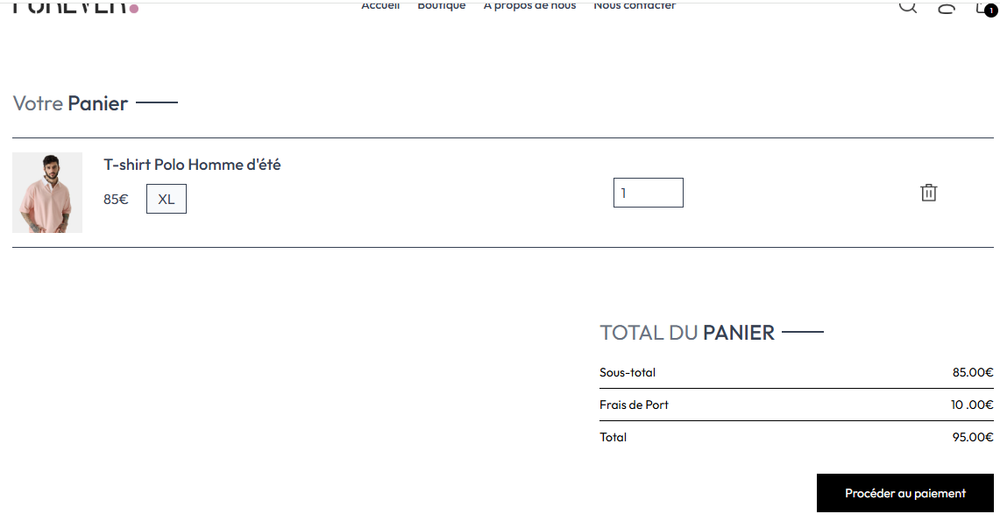 FOREVER
Accueil Boutique A propos de nous Nous contacter
1
Votre Panier
T-shirt Polo Homme d'été
85€ XL
1
TOTAL DU PANIER
Sous-total 85.00€
Frais de Port 10 .00€
Total 95.00€
Procéder au paiement